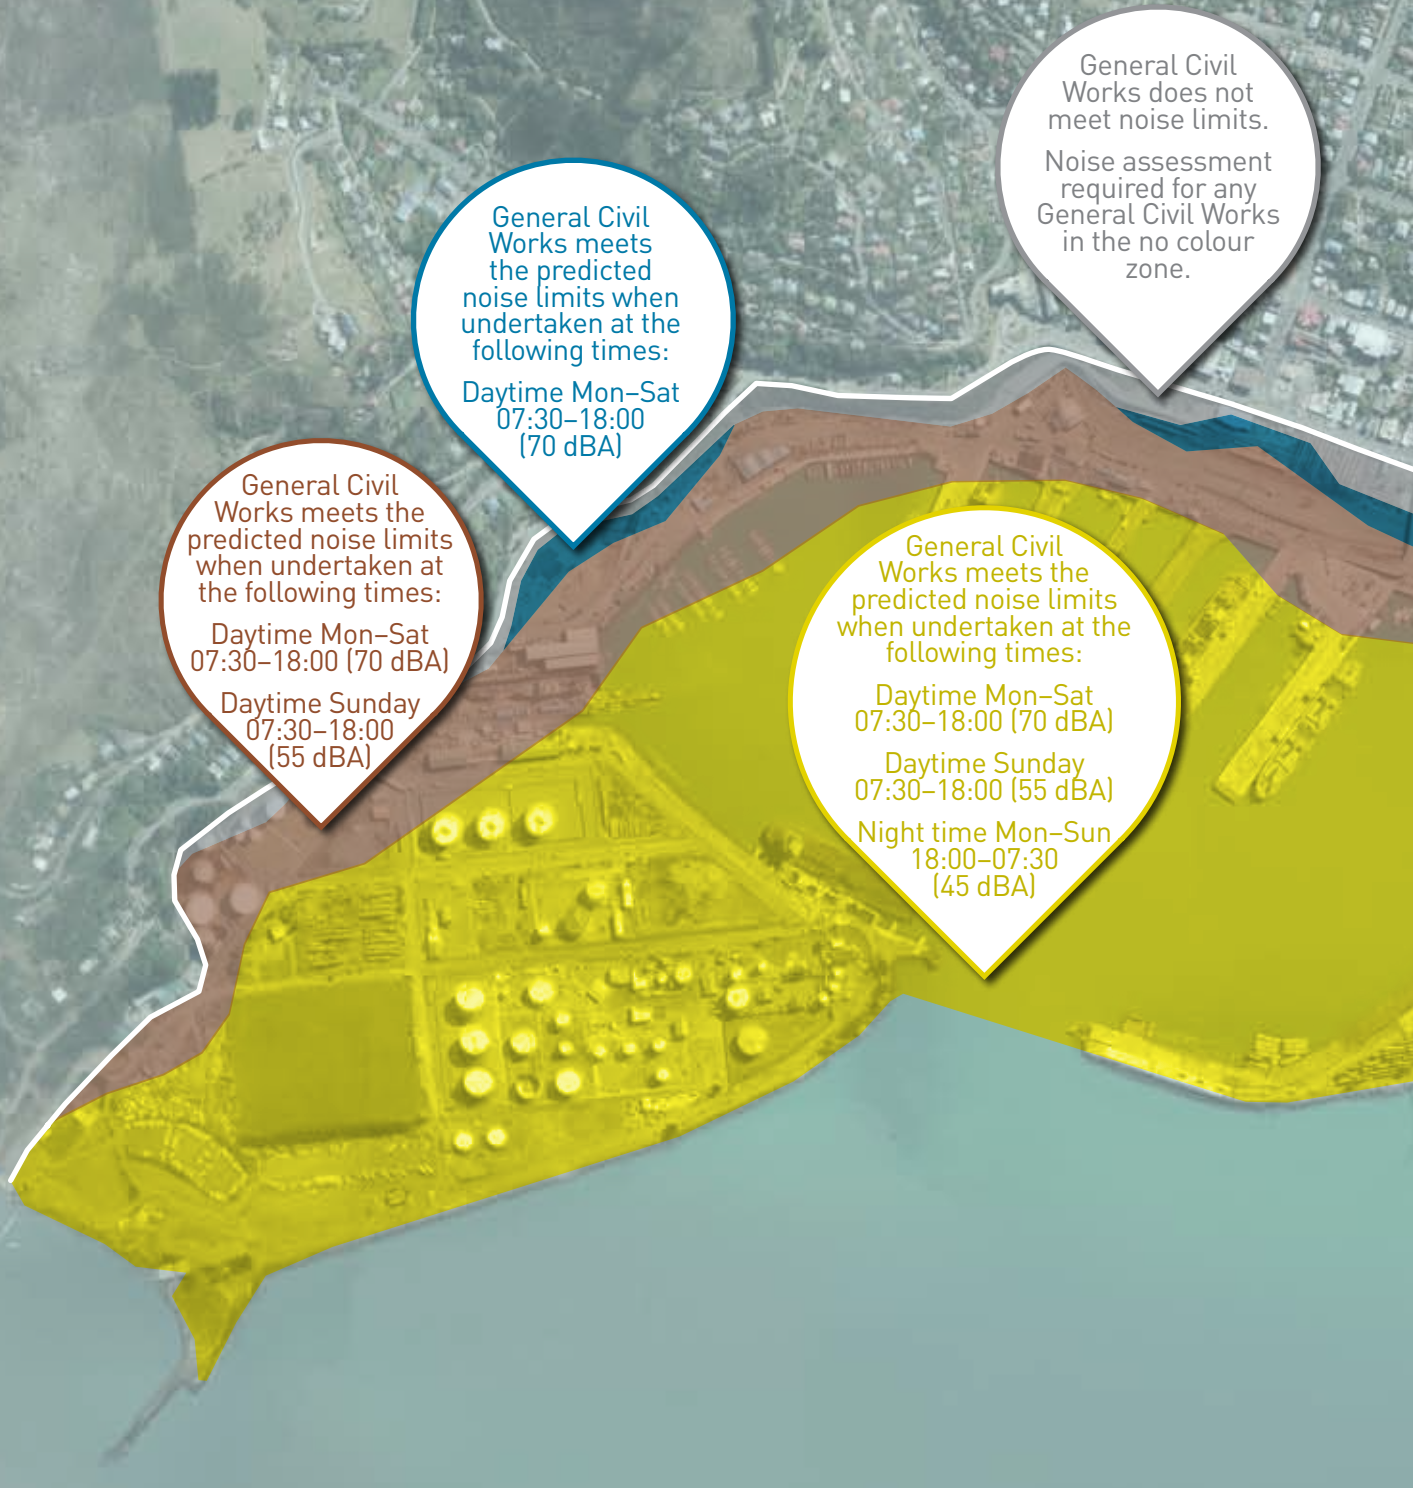 General Civil
Works does not
meet noise limits.
Noise assessment
required for any
General Civil Works
in the no colour
zone.
General Civil
Works meets
the predicted
noise limits when
undertaken at the
following times:
Daytime Mon–Sat
07:30–18:00
(70 dBA)
General Civil
Works meets the
predicted noise limits
when undertaken at
the following times:
Daytime Mon–Sat
07:30–18:00 (70 dBA)
Daytime Sunday
07:30–18:00
(55 dBA)
General Civil
Works meets the
predicted noise limits
when undertaken at the
following times:
Daytime Mon–Sat
07:30–18:00 (70 dBA)
Daytime Sunday
07:30–18:00 (55 dBA)
Night time Mon–Sun
18:00–07:30
(45 dBA)